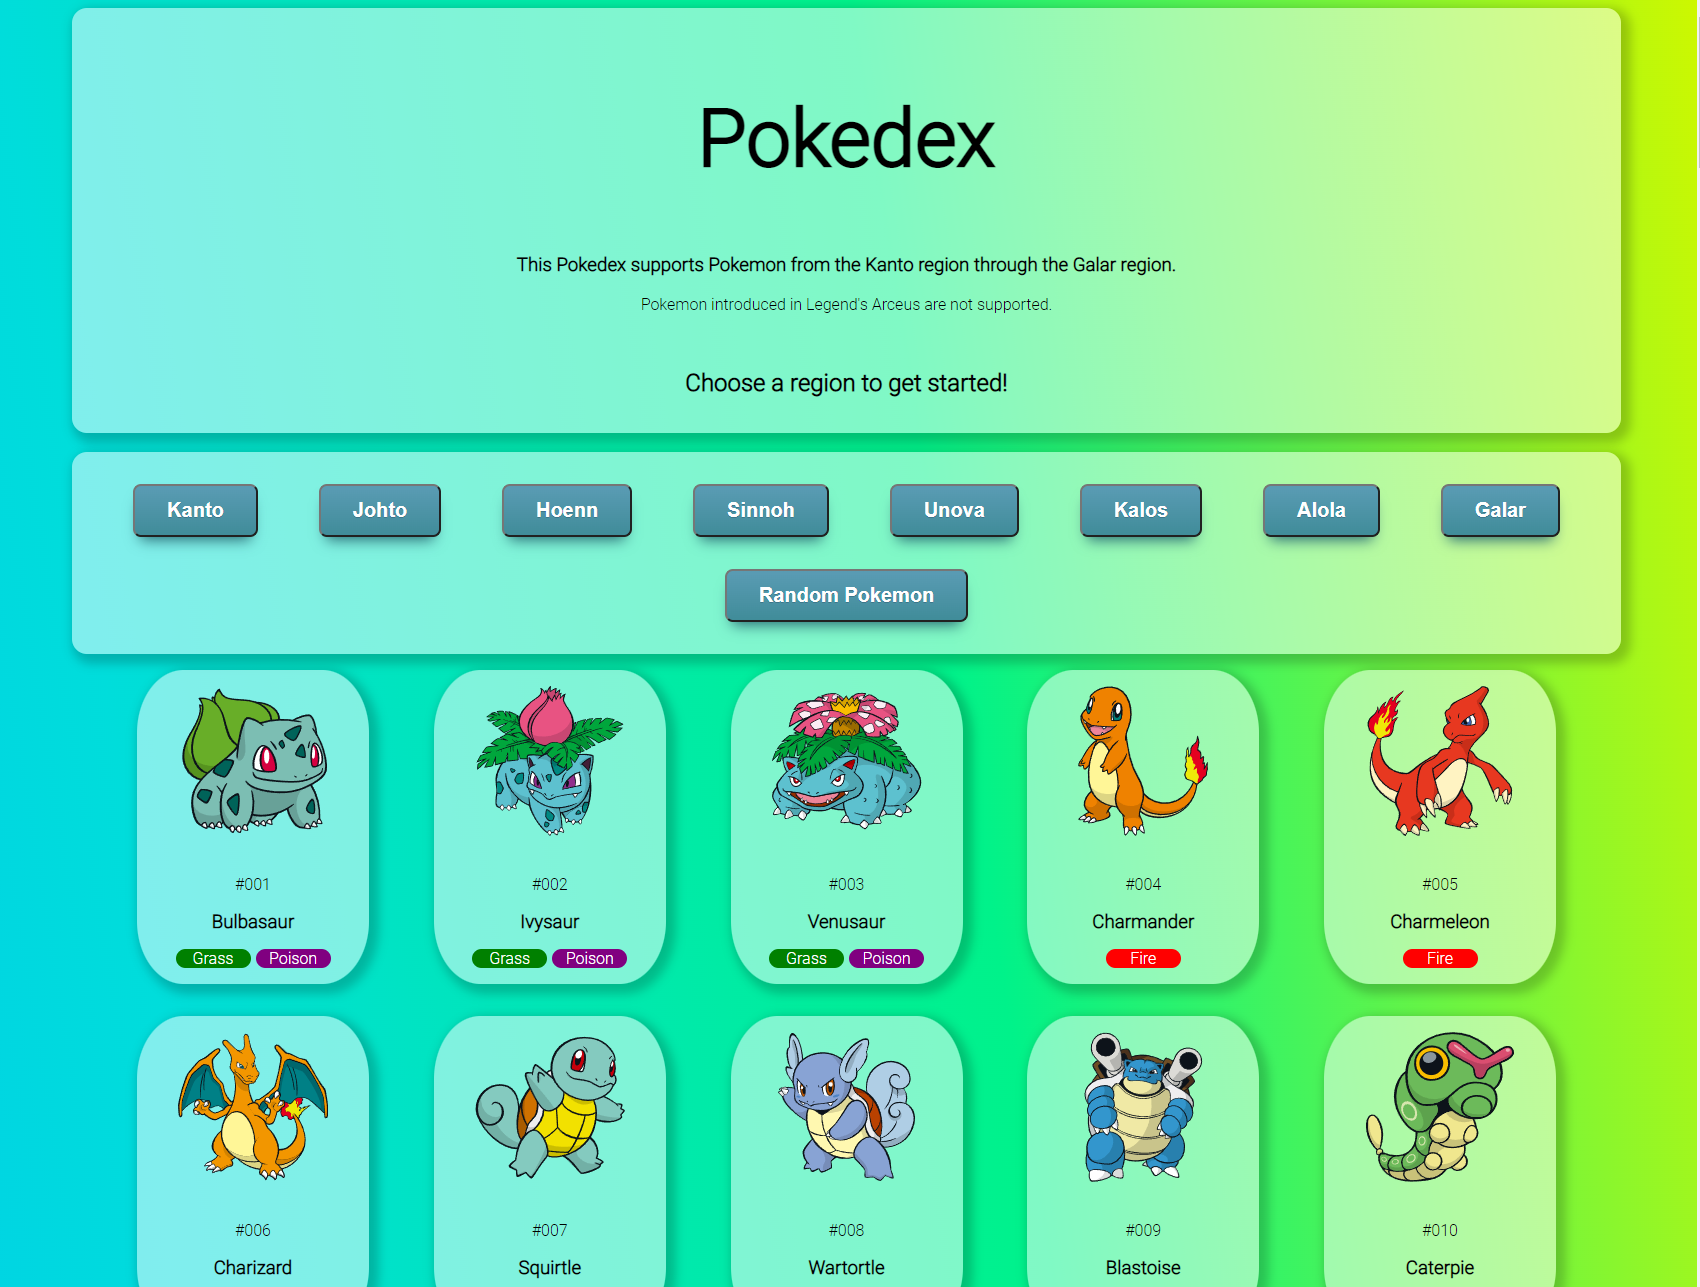 Pokedex
This Pokedex supports Pokemon from the Kanto region through the Galar region.
Pokemon introduced in Legend's Arceus are not supported.
Choose a region to get started!
Kanto Johto Hoenn Sinnoh Unova Kalos Alola Galar
Random Pokemon
#001 #002 #003 #004 #005
Bulbasaur Ivysaur Venusaur Charmander Charmeleon
Grass Poison Grass Poison Grass Poison Fire Fire
#006 #007 #008 #009 #010
Charizard Squirtle Wartortle Blastoise Caterpie